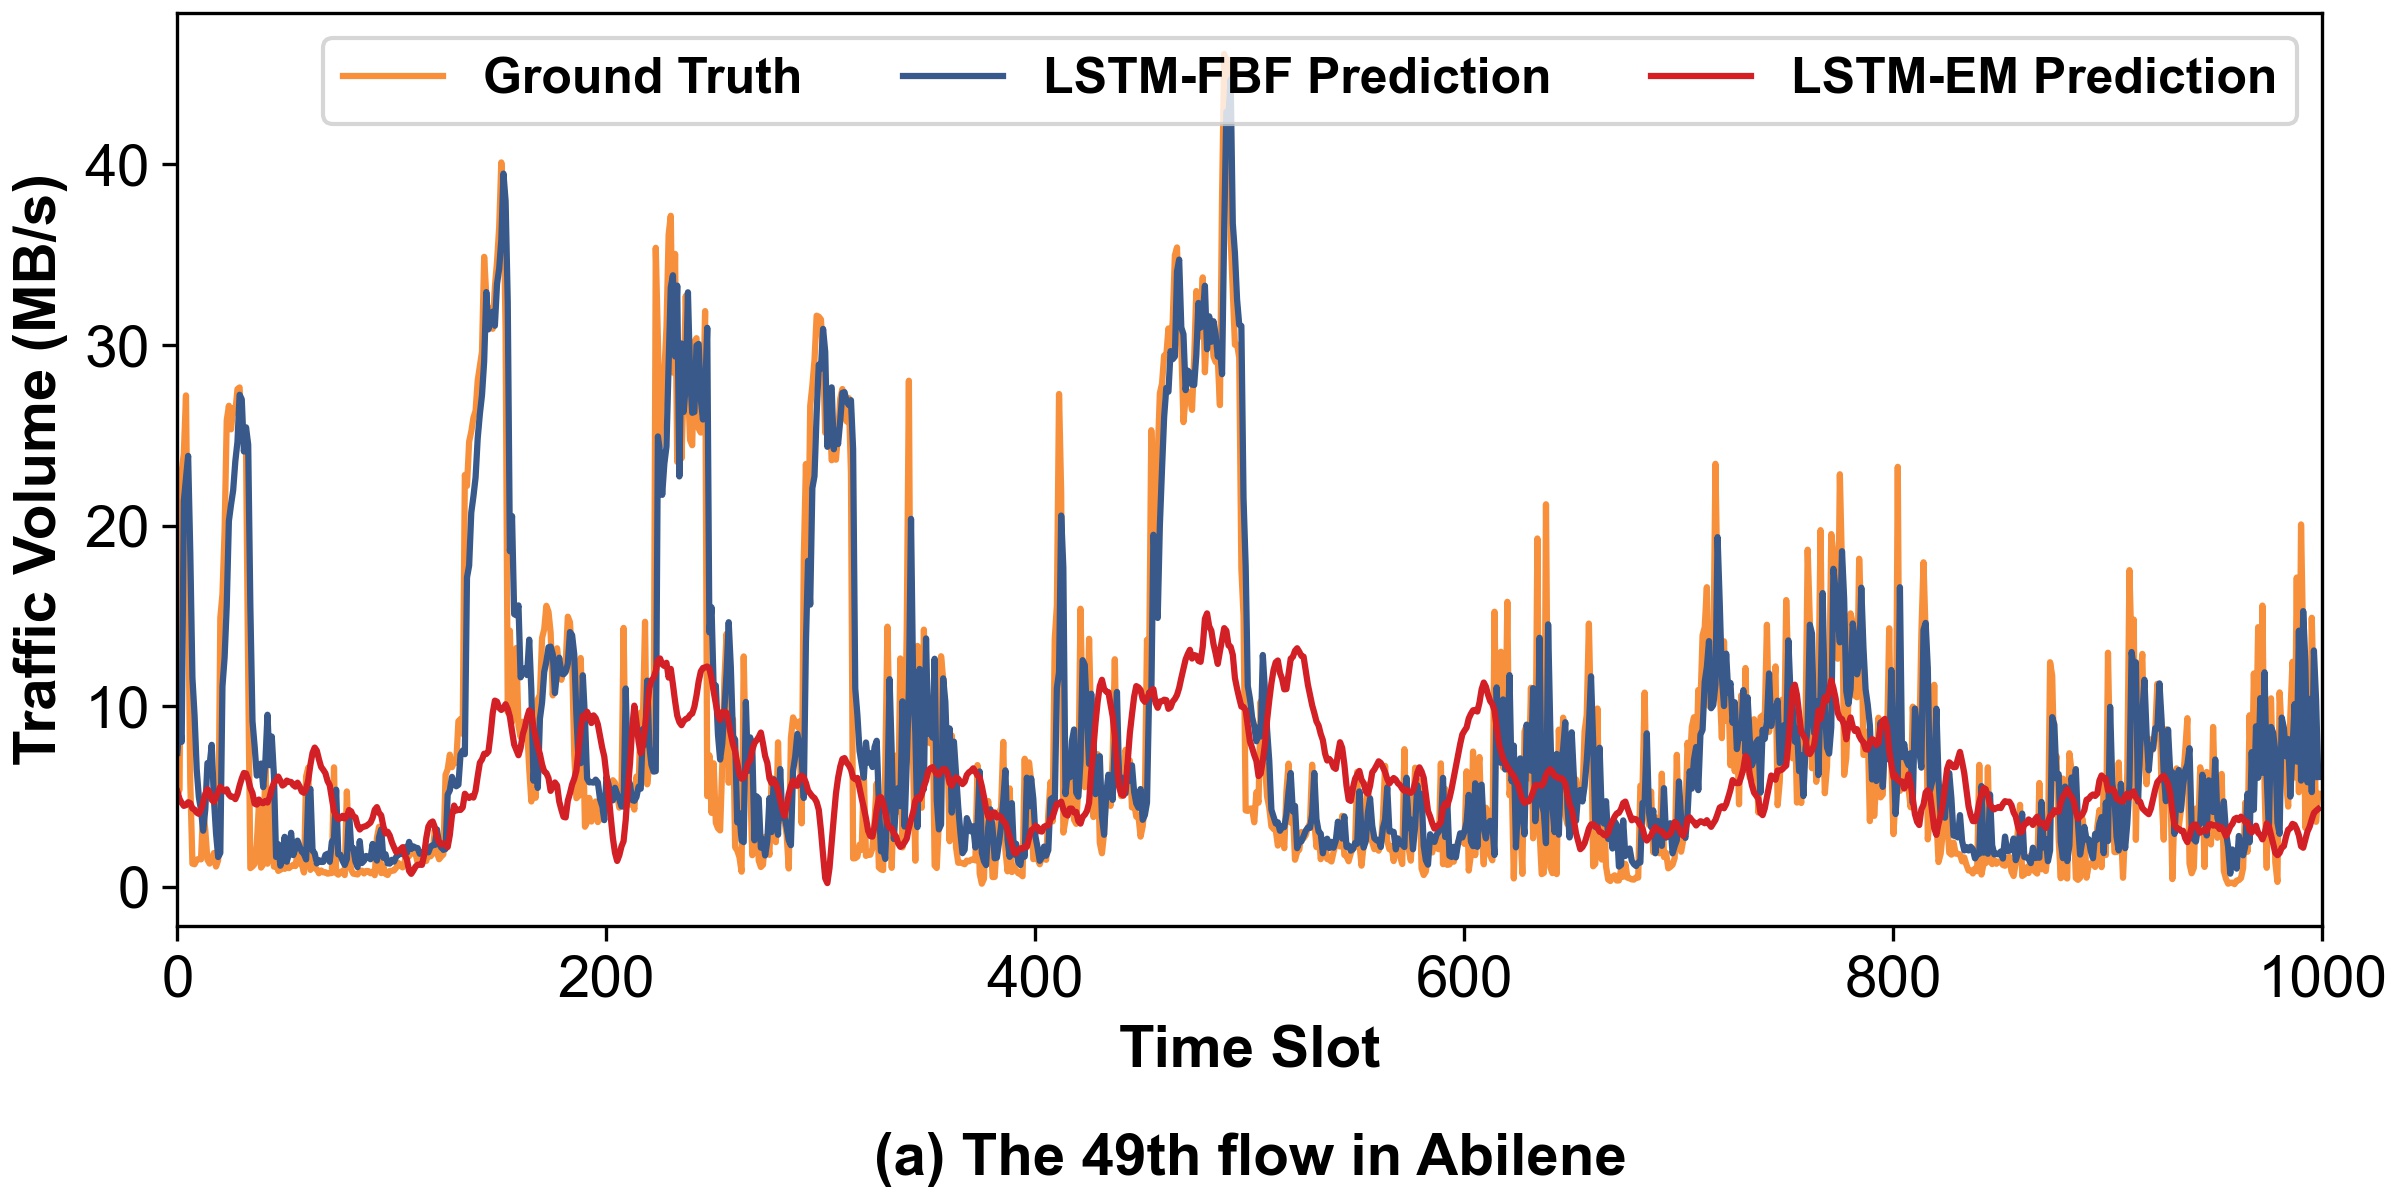 Ground Truth LSTM-FBF Prediction LSTM-EM Prediction
Traffic Volume (MB/s)
40
30
20
10
0
0 200 400 600 800 1000
Time Slot
(a) The 49th flow in Abilene